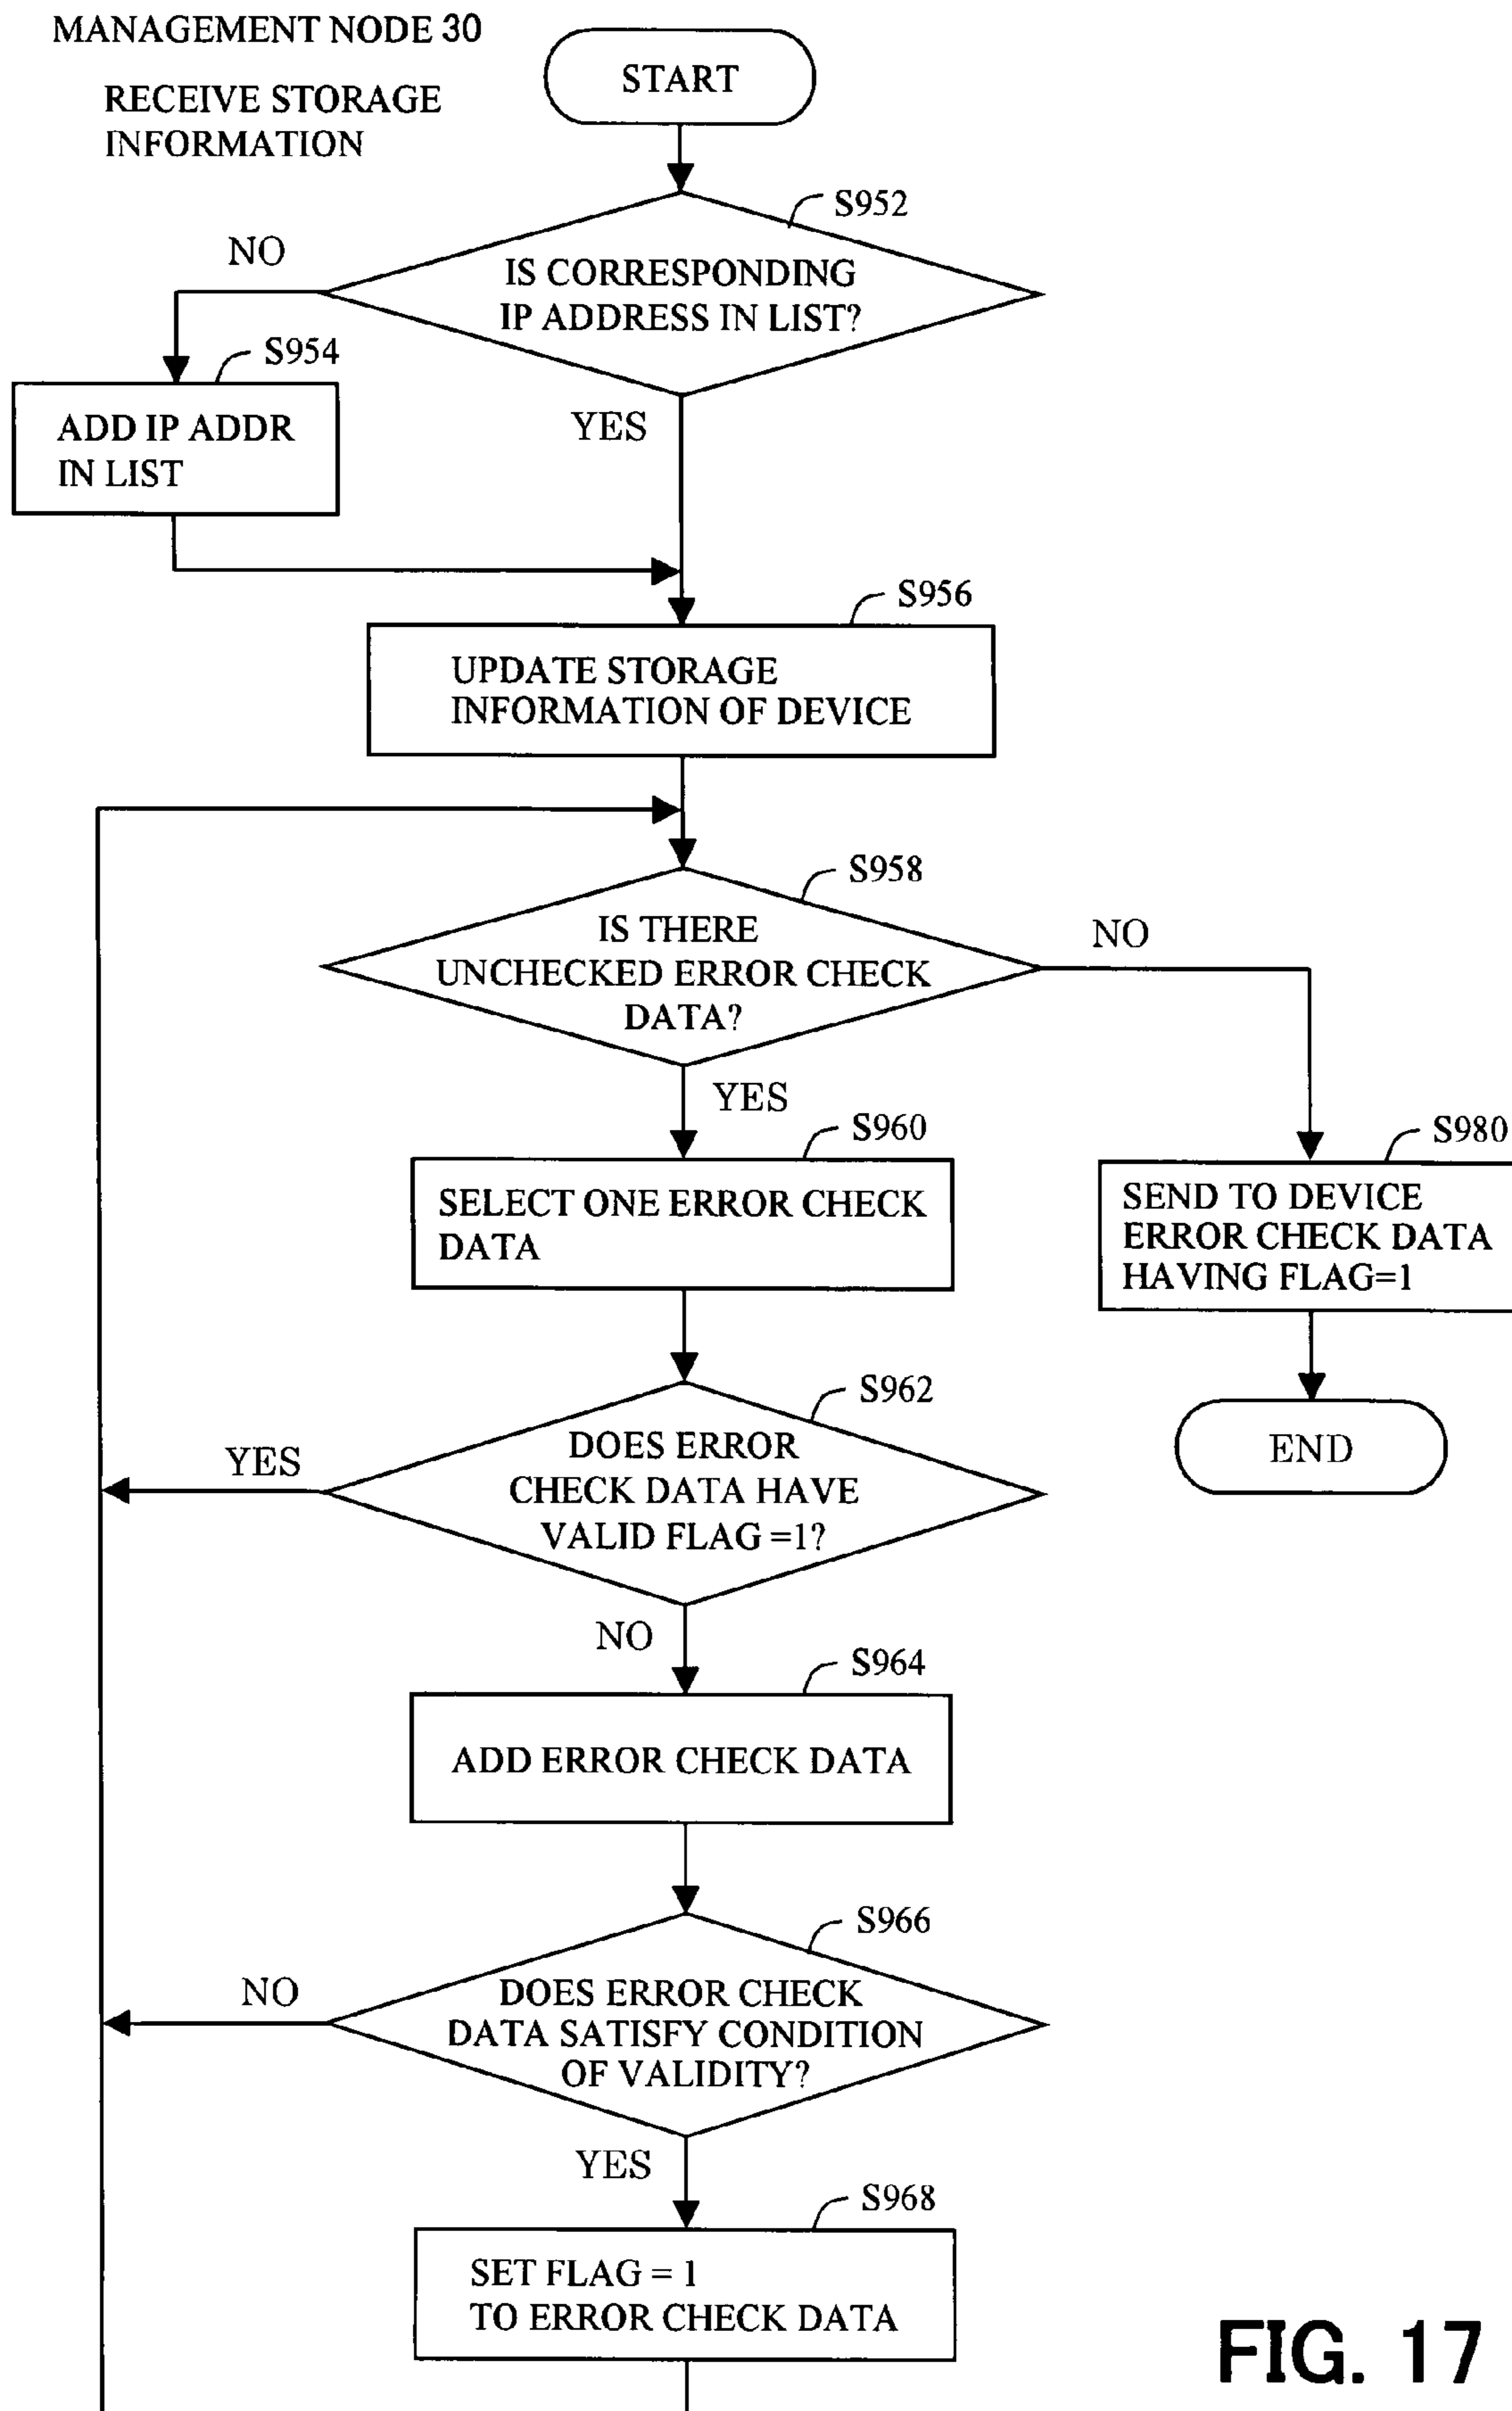 MANAGEMENT NODE 30
RECEIVE STORAGE
INFORMATION
START
S952
NO
IS CORRESPONDING
IP ADDRESS IN LIST?
S954
ADD IP ADDR
IN LIST
YES
S956
UPDATE STORAGE
INFORMATION OF DEVICE
S958
IS THERE
UNCHECKED ERROR CHECK
DATA?
NO
YES
S960
SELECT ONE ERROR CHECK
DATA
S980
SEND TO DEVICE
ERROR CHECK DATA
HAVING FLAG=1
S962
DOES ERROR
CHECK DATA HAVE
VALID FLAG =1?
YES
END
NO
S964
ADD ERROR CHECK DATA
S966
NO
DOES ERROR CHECK
DATA SATISFY CONDITION
OF VALIDITY?
YES
S968
SET FLAG = 1
TO ERROR CHECK DATA
FIG. 17